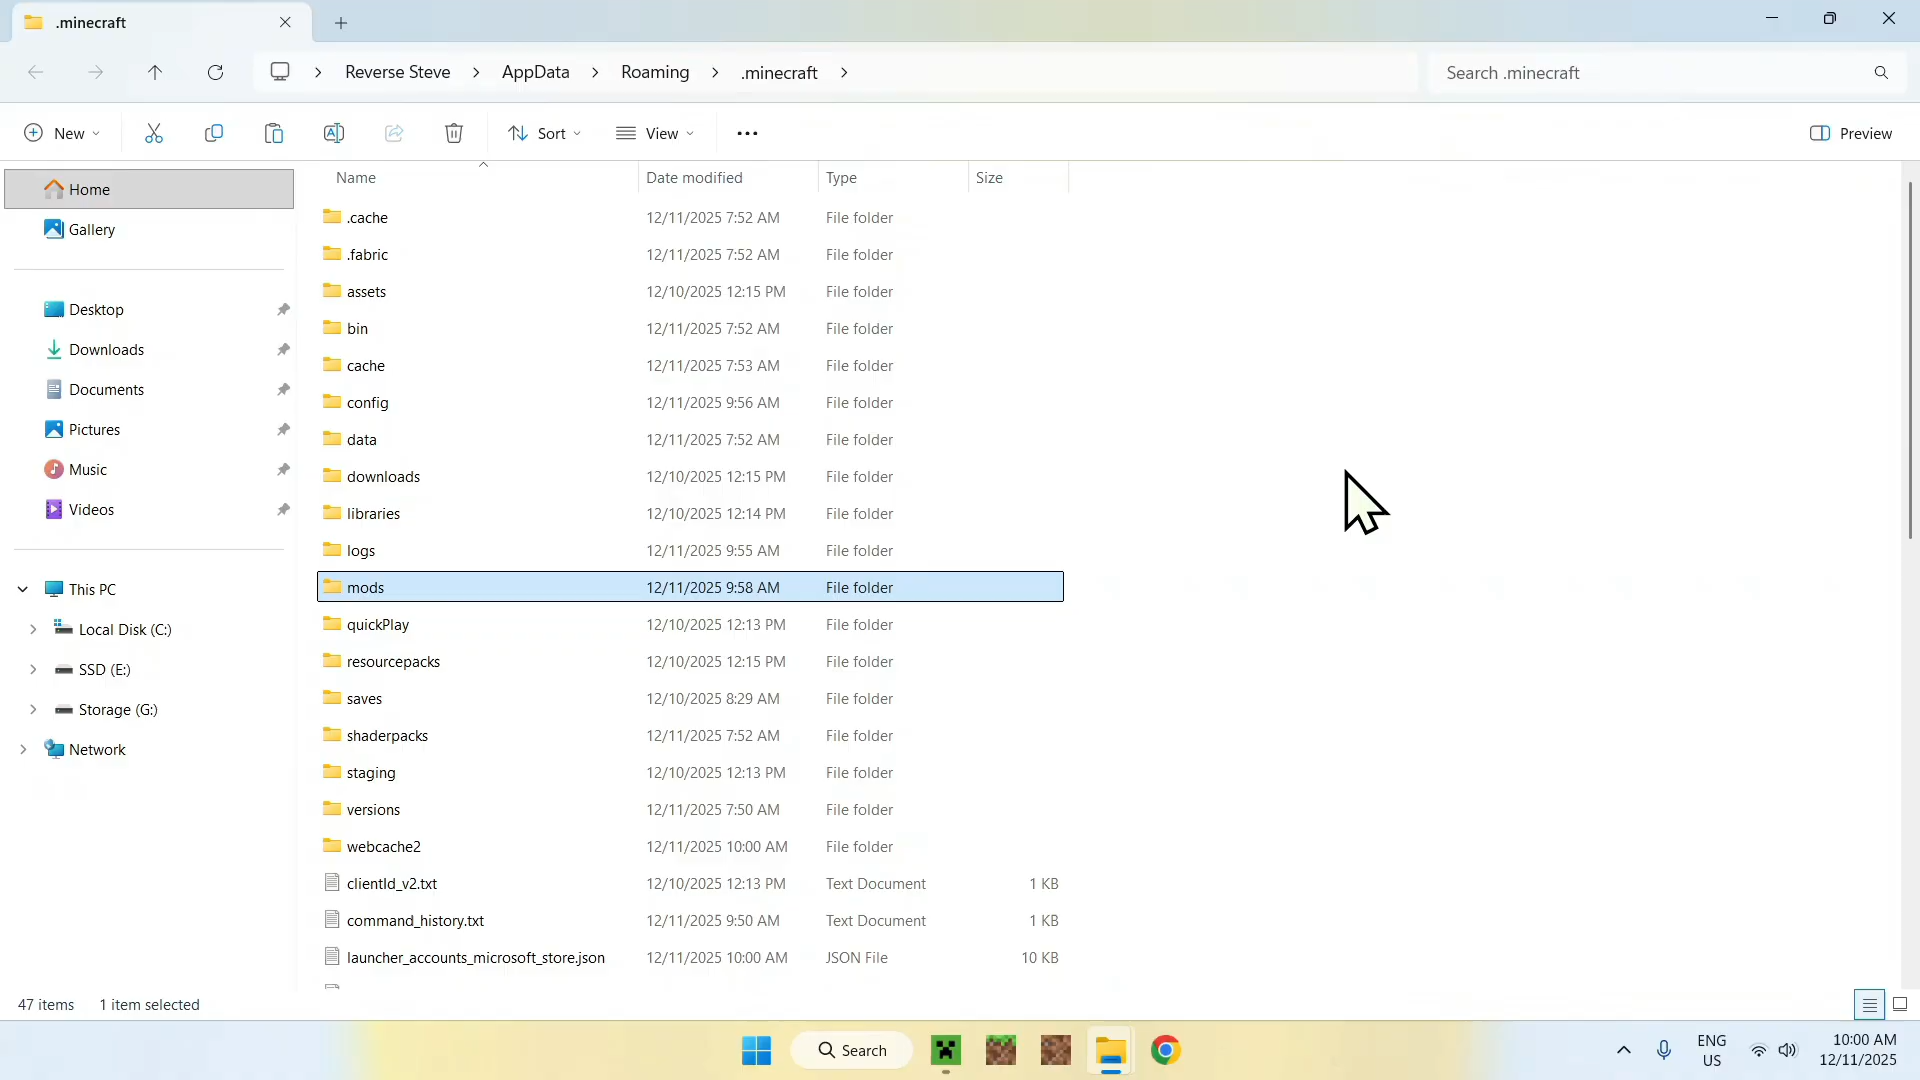 .minecraft
Reverse Steve
AppData
Roaming
.minecraft
Search .minecraft
New
Sort
View
Preview
Name
Date modified
Type
Size
Home
Gallery
Desktop
Downloads
Documents
Pictures
Music
Videos
This PC
Local Disk (C:)
SSD (E:)
Storage (G:)
Network
.cache 12/11/2025 7:52 AM File folder
.fabric 12/11/2025 7:52 AM File folder
assets 12/10/2025 12:15 PM File folder
bin 12/11/2025 7:52 AM File folder
cache 12/11/2025 7:53 AM File folder
config 12/11/2025 9:56 AM File folder
data 12/11/2025 7:52 AM File folder
downloads 12/10/2025 12:15 PM File folder
libraries 12/10/2025 12:14 PM File folder
logs 12/11/2025 9:55 AM File folder
mods 12/11/2025 9:58 AM File folder
quickPlay 12/10/2025 12:13 PM File folder
resourcepacks 12/10/2025 12:15 PM File folder
saves 12/10/2025 8:29 AM File folder
shaderpacks 12/11/2025 7:52 AM File folder
staging 12/10/2025 12:13 PM File folder
versions 12/11/2025 7:50 AM File folder
webcache2 12/11/2025 10:00 AM File folder
clientId_v2.txt 12/10/2025 12:13 PM Text Document 1 KB
command_history.txt 12/11/2025 9:50 AM Text Document 1 KB
launcher_accounts_microsoft_store.json 12/11/2025 10:00 AM JSON File 10 KB
47 items 1 item selected
Search
ENG
US
10:00 AM
12/11/2025